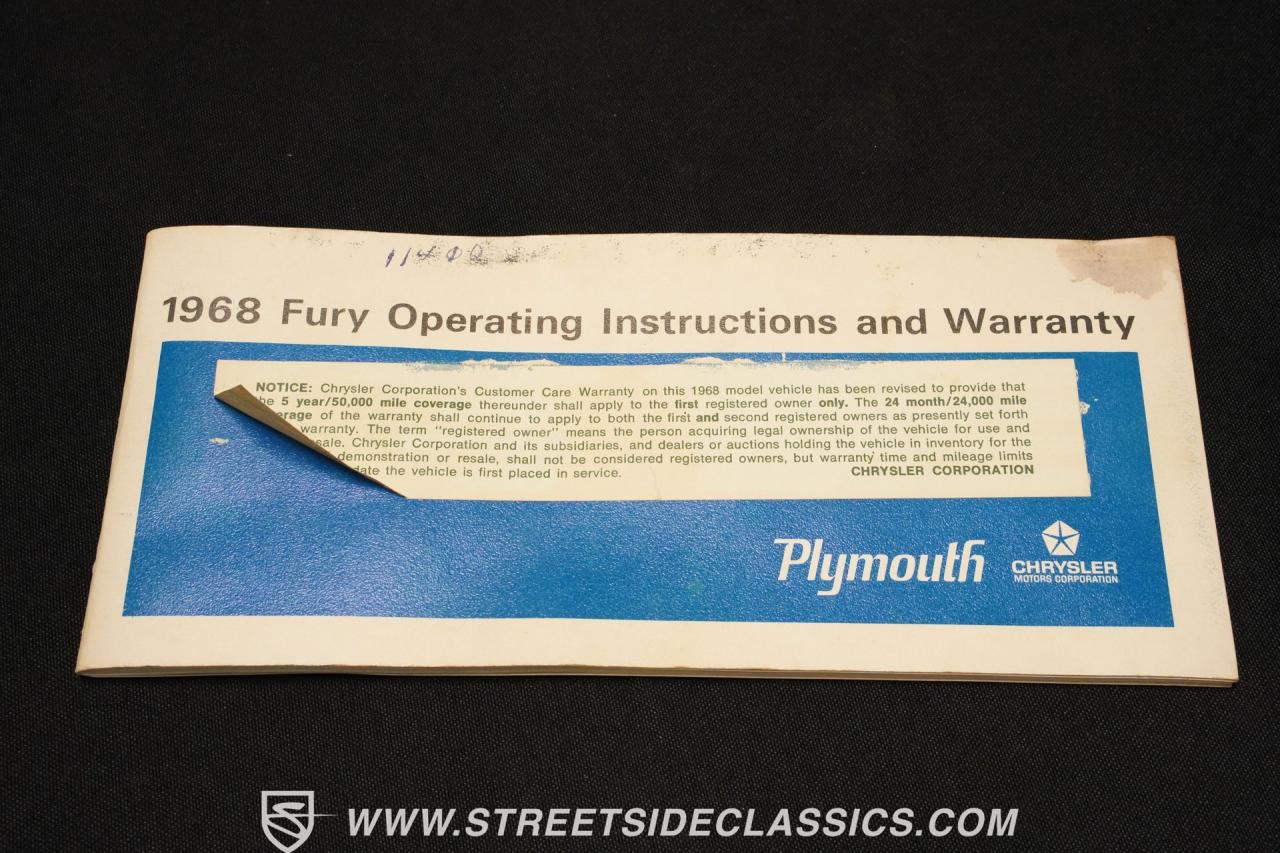 11400
1968 Fury Operating Instructions and Warranty
NOTICE: Chrysler Corporation's Customer Care Warranty on this 1968 model vehicle has been revised to provide that
5 year/50,000 mile coverage thereunder shall apply to the first registered owner only. The 24 month/24,000 mile
of the warranty shall continue to apply to both the first and second registered owners as presently set forth
warranty. The term "registered owner" means the person acquiring legal ownership of the vehicle for use and
Chrysler Corporation and its subsidiaries, and dealers or auctions holding the vehicle in inventory for the
demonstration or resale, shall not be considered registered owners, but warranty time and mileage limits
date the vehicle is first placed in service. CHRYSLER CORPORATION
Plymouth
CHRYSLER
MOTORS CORPORATION
WWW.STREETSIDECLASSICS.COM